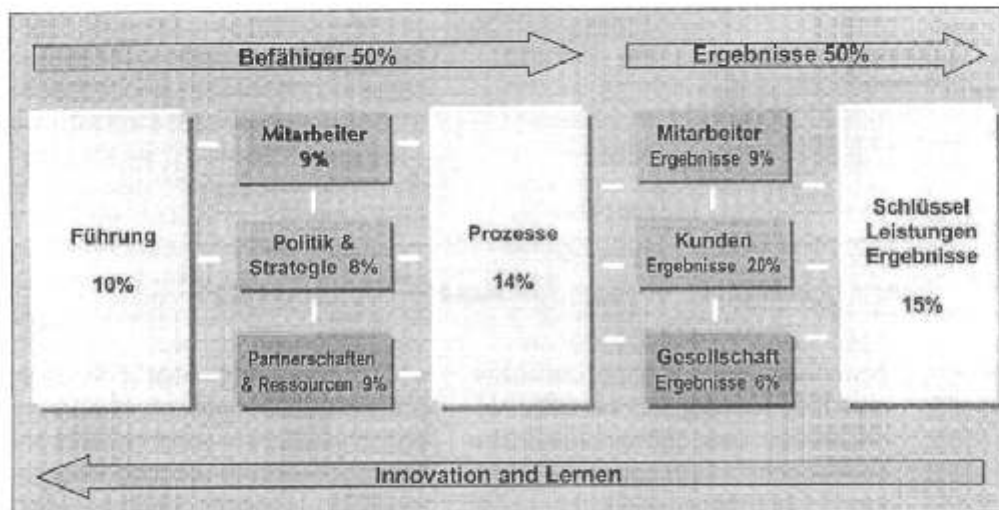 Befähiger 50%
Ergebnisse 50%
Führung
10%
Mitarbeiter
9%
Politik &
Strategie 8%
Partnerschaften
& Ressourcen 9%
Prozesse
14%
Mitarbeiter
Ergebnisse 9%
Kunden
Ergebnisse 20%
Gesellschaft
Ergebnisse 6%
Schlüssel
Leistungen
Ergebnisse
15%
Innovation and Lernen